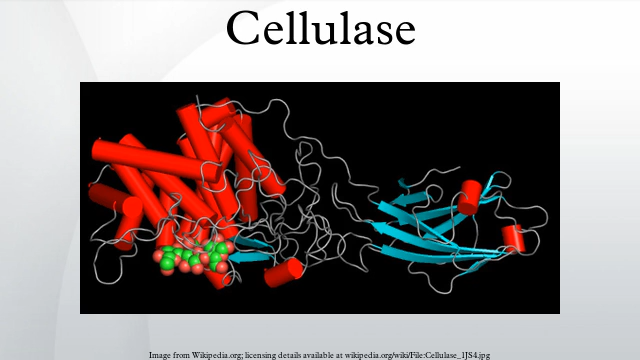 Cellulase
Image from Wikipedia.org; licensing details available at wikipedia.org/wiki/File:Cellulase_1JS4.jpg